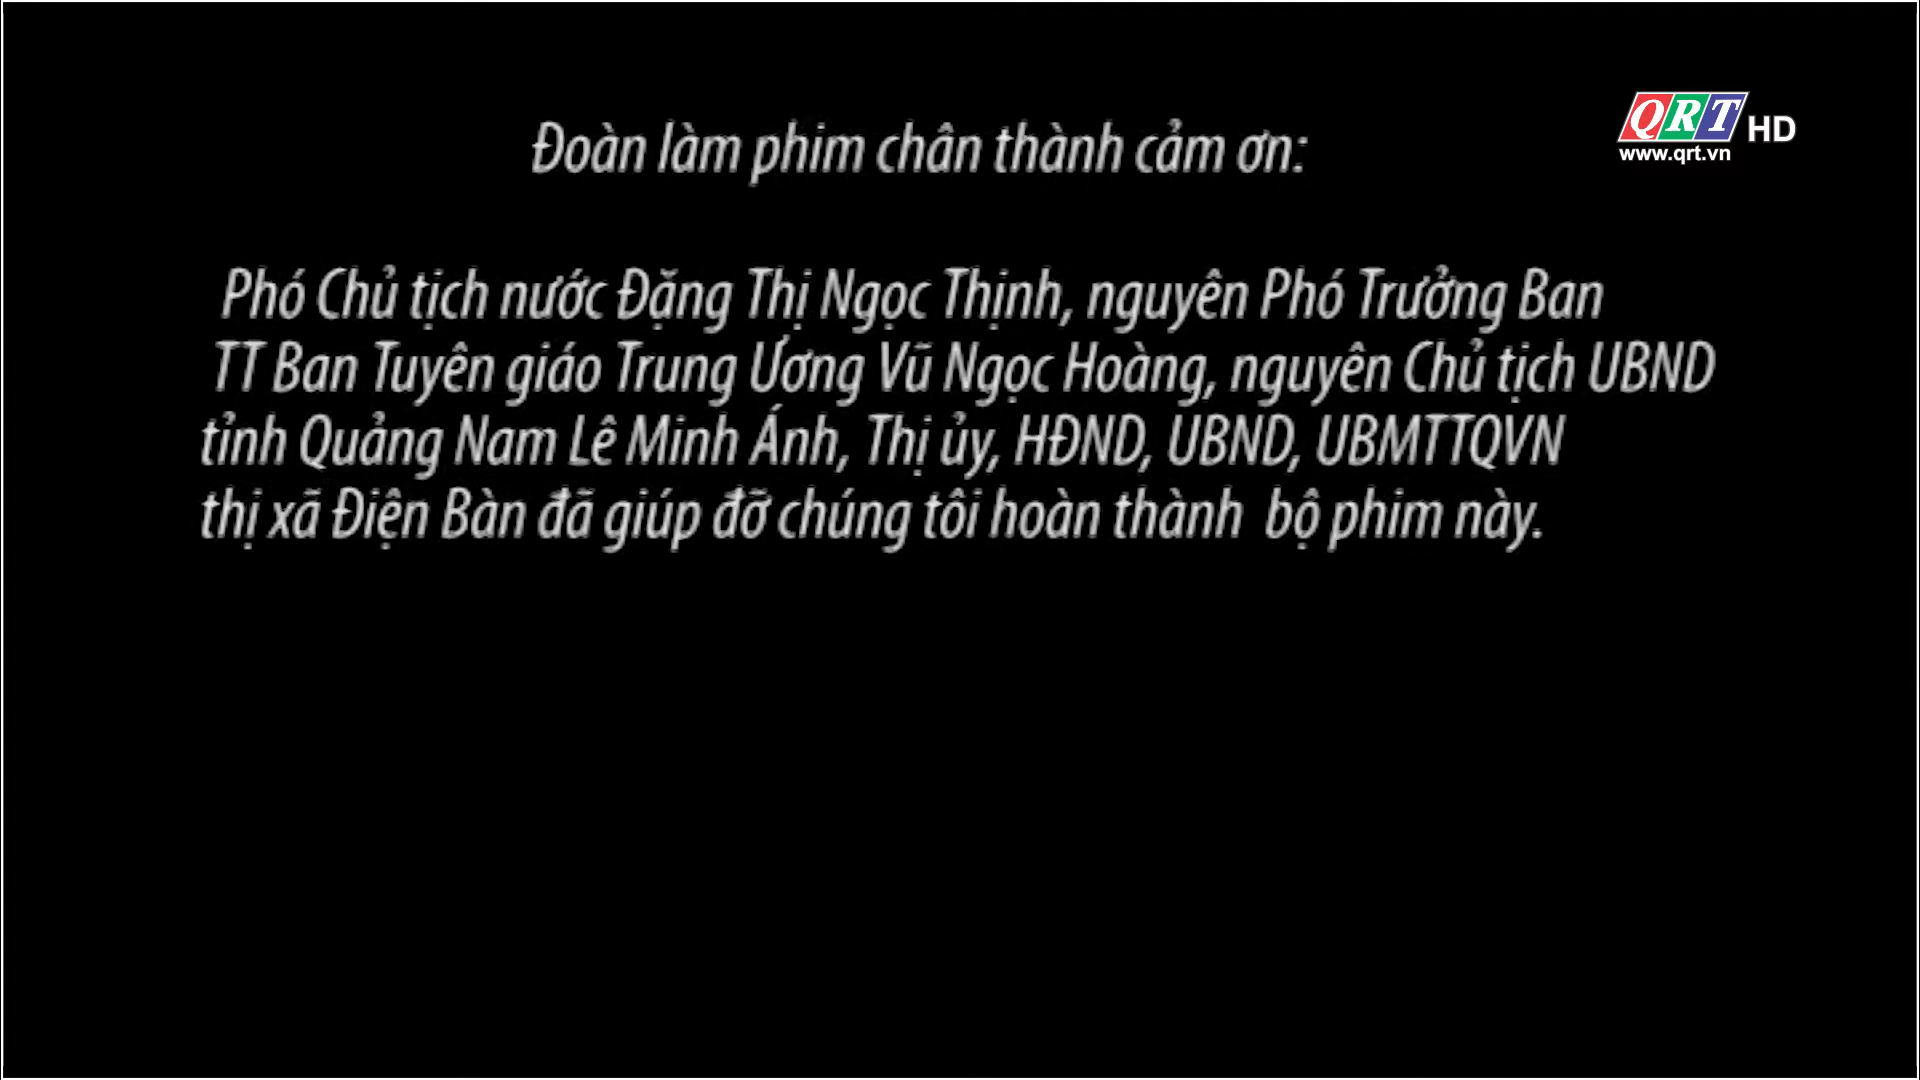 QRT HD
www.qrt.vn
Đoàn làm phim chân thành cảm ơn:
Phó Chủ tịch nước Đặng Thị Ngọc Thịnh, nguyên Phó Trưởng Ban
TT Ban Tuyên giáo Trung Ương Vũ Ngọc Hoàng, nguyên Chủ tịch UBND
tỉnh Quảng Nam Lê Minh Ánh, Thị ủy, HĐND, UBND, UBMTTQVN
thị xã Điện Bàn đã giúp đỡ chúng tôi hoàn thành bộ phim này.